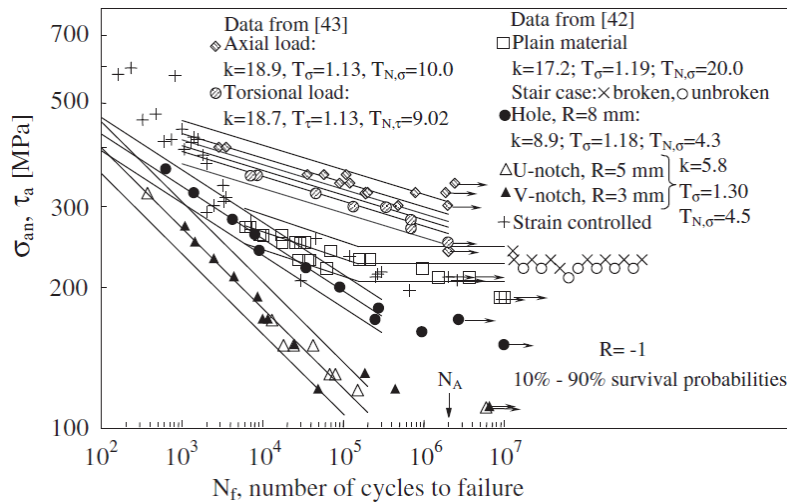 700
500
300
200
100
σan, τa [MPa]
Data from [43]
Axial load:
k=18.9, Tσ=1.13, TN,σ=10.0
Torsional load:
k=18.7, Tτ=1.13, TN,τ=9.02
Data from [42]
Plain material
k=17.2; Tσ=1.19; TN,σ=20.0
Stair case:×broken,○unbroken
Hole, R=8 mm:
k=8.9; Tσ=1.18; TN,σ=4.3
U-notch, R=5 mm
V-notch, R=3 mm
k=5.8
Tσ=1.30
TN,σ=4.5
Strain controlled
R= -1
10% - 90% survival probabilities
NA
10² 10³ 10⁴ 10⁵ 10⁶ 10⁷
Nf, number of cycles to failure